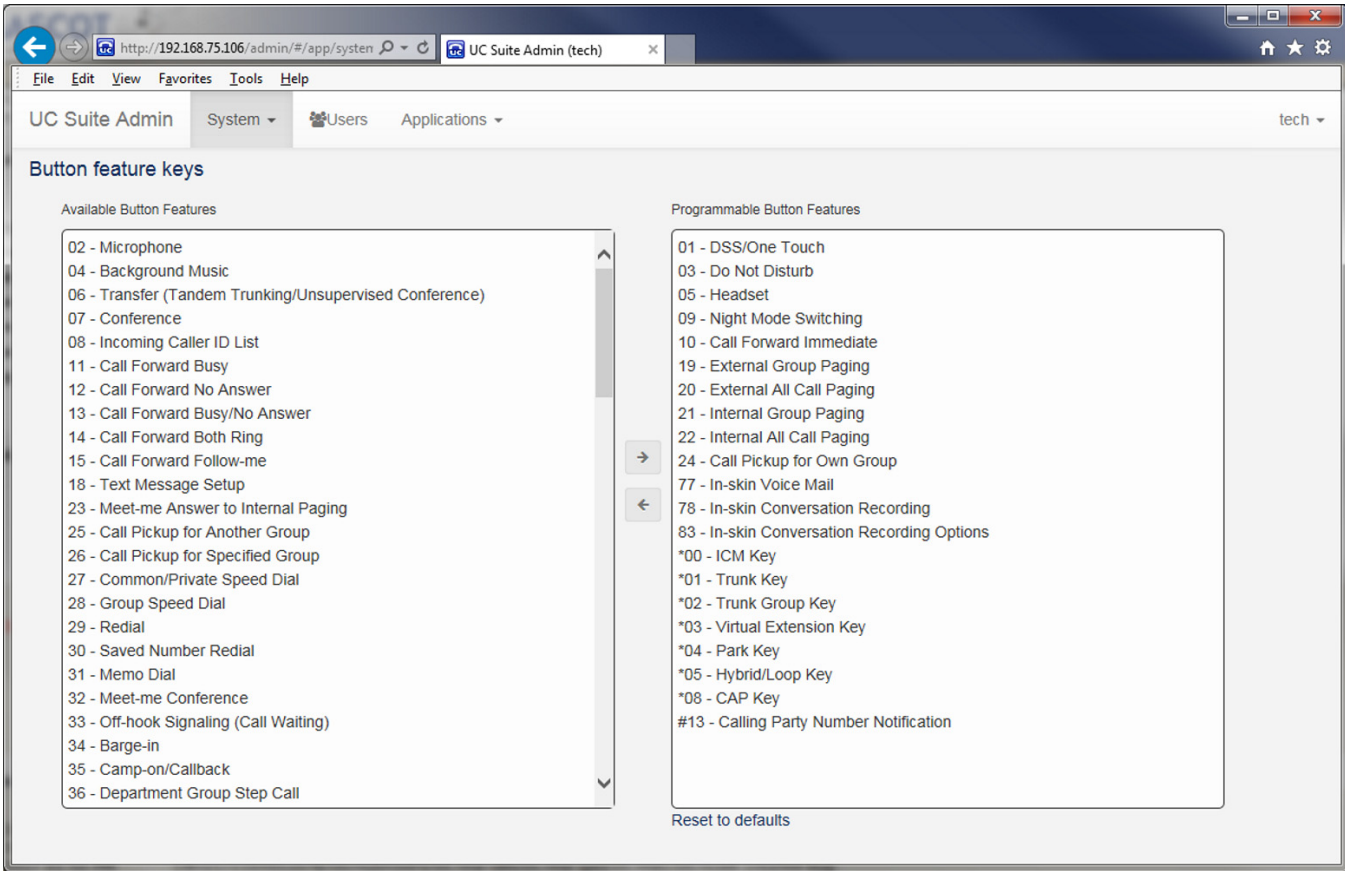 http://192.168.75.106/admin/#/app/systen
UC Suite Admin (tech)
File Edit View Favorites Tools Help
UC Suite Admin System Users Applications tech
Button feature keys
Available Button Features
02 - Microphone
04 - Background Music
06 - Transfer (Tandem Trunking/Unsupervised Conference)
07 - Conference
08 - Incoming Caller ID List
11 - Call Forward Busy
12 - Call Forward No Answer
13 - Call Forward Busy/No Answer
14 - Call Forward Both Ring
15 - Call Forward Follow-me
18 - Text Message Setup
23 - Meet-me Answer to Internal Paging
25 - Call Pickup for Another Group
26 - Call Pickup for Specified Group
27 - Common/Private Speed Dial
28 - Group Speed Dial
29 - Redial
30 - Saved Number Redial
31 - Memo Dial
32 - Meet-me Conference
33 - Off-hook Signaling (Call Waiting)
34 - Barge-in
35 - Camp-on/Callback
36 - Department Group Step Call
Programmable Button Features
01 - DSS/One Touch
03 - Do Not Disturb
05 - Headset
09 - Night Mode Switching
10 - Call Forward Immediate
19 - External Group Paging
20 - External All Call Paging
21 - Internal Group Paging
22 - Internal All Call Paging
24 - Call Pickup for Own Group
77 - In-skin Voice Mail
78 - In-skin Conversation Recording
83 - In-skin Conversation Recording Options
*00 - ICM Key
*01 - Trunk Key
*02 - Trunk Group Key
*03 - Virtual Extension Key
*04 - Park Key
*05 - Hybrid/Loop Key
*08 - CAP Key
#13 - Calling Party Number Notification
Reset to defaults